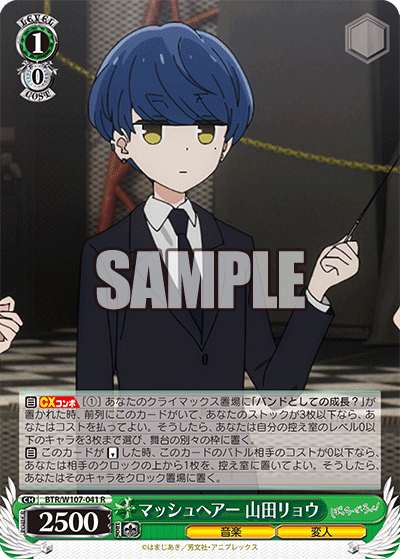 LEVEL
1
0
COST
SAMPLE
自 CXコンボ [①] あなたのクライマックス置場に「バンドとしての成長？」が
置かれた時、前列にこのカードがいて、あなたのストックが3枚以下なら、あ
なたはコストを払ってよい。そうしたら、あなたは自分の控え室のレベル0以
下のキャラを3枚まで選び、舞台の別々の枠に置く。
自 このカードが した時、このカードのバトル相手のコストが0以下なら、
あなたは相手のクロックの上から1枚を、控え室に置いてよい。そうしたら、
あなたはそのキャラをクロック置場に置く。
CH BTR/W107-041 R
2500
マッシュヘアー 山田リョウ
ぼっち・ざ・ろっく！
音楽
変人
©はまじあき／芳文社・アニプレックス